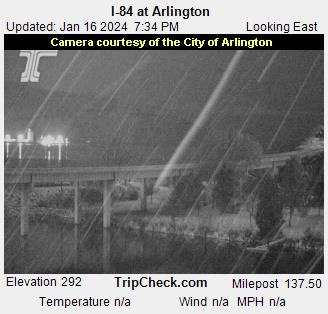 I-84 at Arlington
Updated: Jan 16 2024 7:34 PM Looking East
Camera courtesy of the City of Arlington
Elevation 292 TripCheck.com Milepost 137.50
Temperature n/a Wind n/a MPH n/a